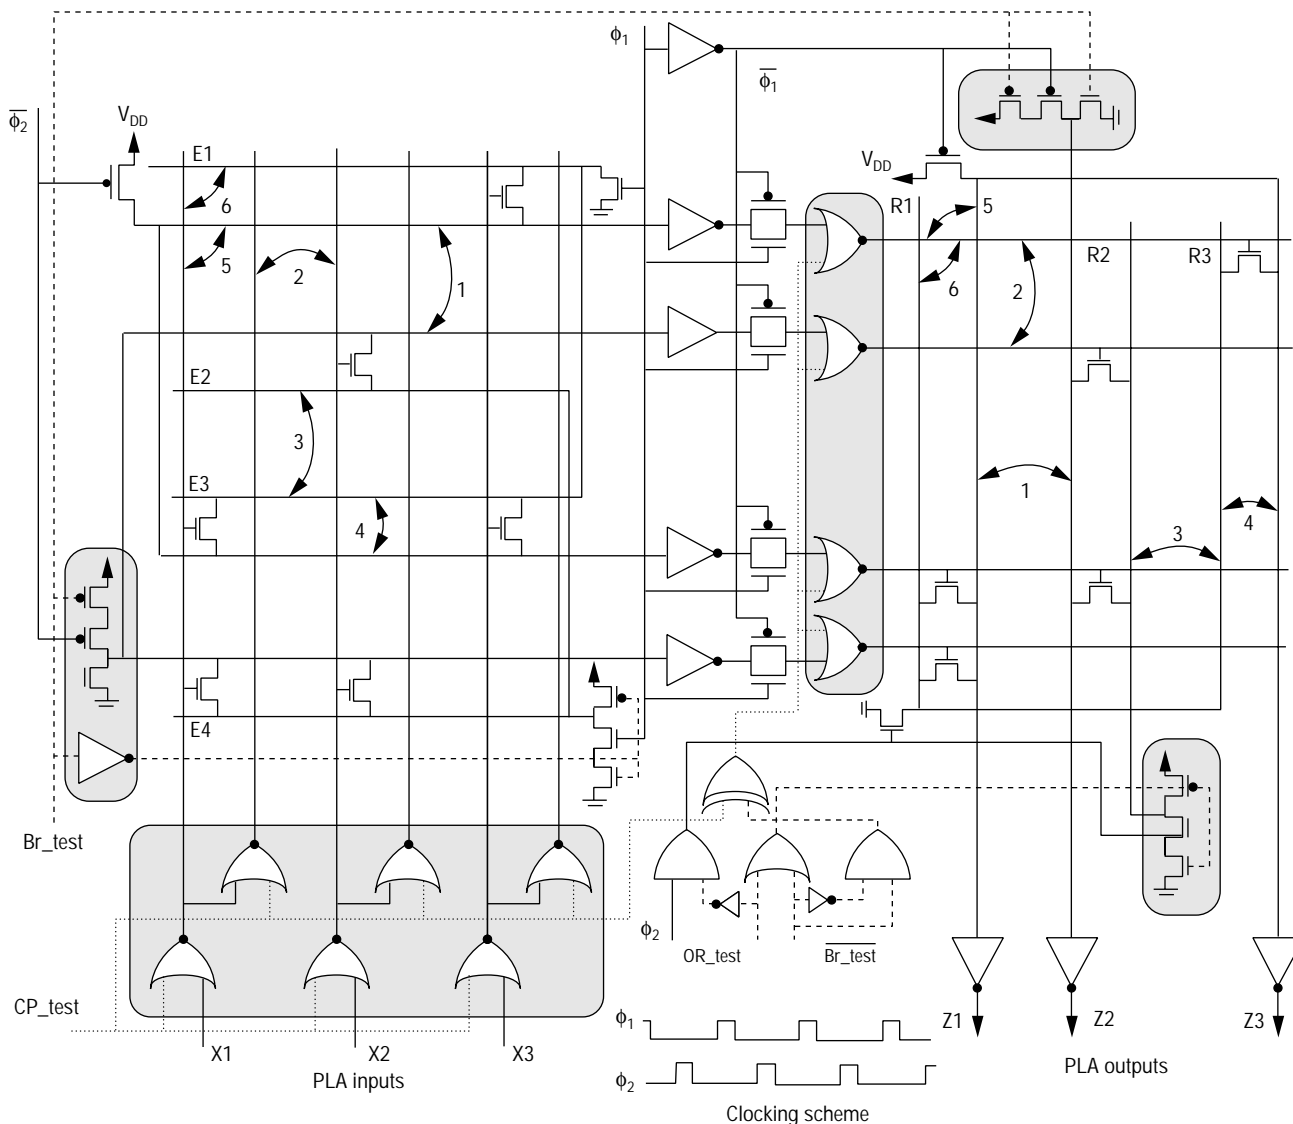 ϕ1
ϕ̅1
ϕ̅2
VDD
E1
VDD
R1
5
6
5
2
1
6
2
R2
R3
E2
3
E3
4
1
4
3
E4
Br_test
ϕ2
OR_test
B̅r̅_̅t̅e̅s̅t̅
CP_test
X1
X2
X3
PLA inputs
ϕ1
ϕ2
Clocking scheme
Z1
Z2
Z3
PLA outputs